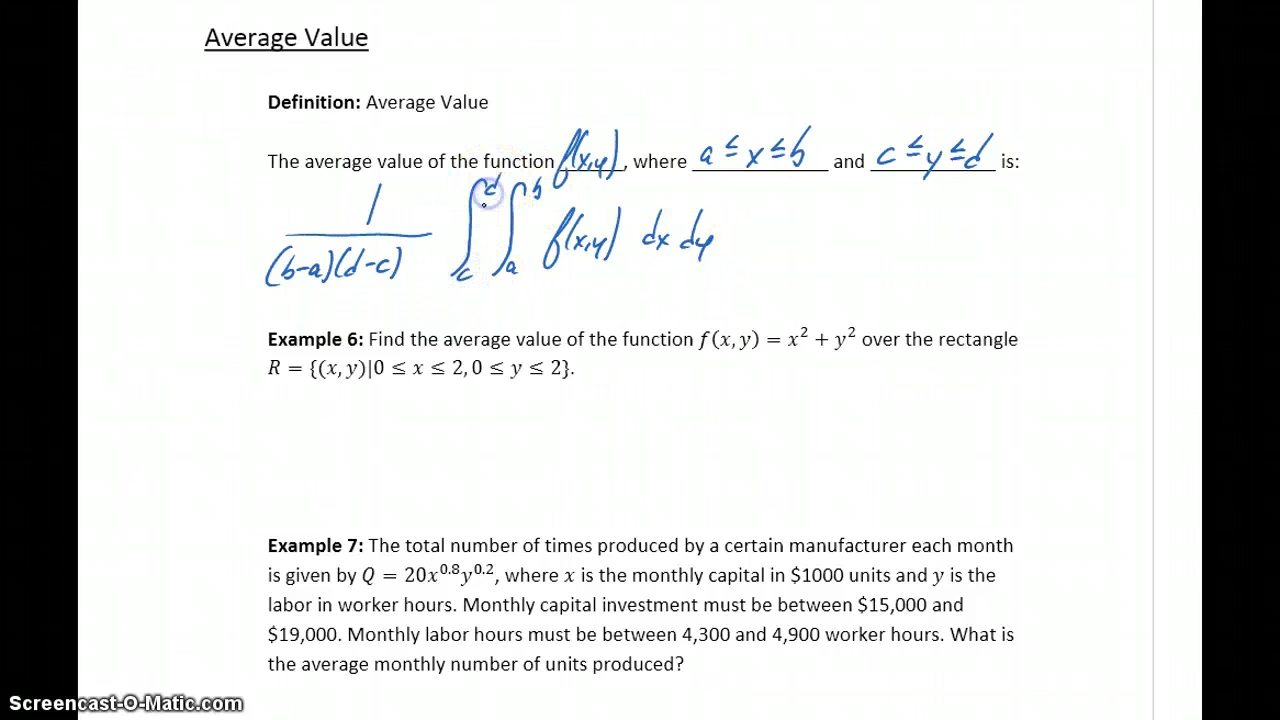 Average Value
Definition: Average Value
The average value of the function f(x,y), where a ≤ x ≤ b and c ≤ y ≤ d is:
1/((b-a)(d-c)) ∫_c^d ∫_a^b f(x,y) dx dy
Example 6: Find the average value of the function f(x, y) = x² + y² over the rectangle
R = {(x, y)|0 ≤ x ≤ 2, 0 ≤ y ≤ 2}.
Example 7: The total number of times produced by a certain manufacturer each month
is given by Q = 20x^0.8 y^0.2, where x is the monthly capital in $1000 units and y is the
labor in worker hours. Monthly capital investment must be between $15,000 and
$19,000. Monthly labor hours must be between 4,300 and 4,900 worker hours. What is
the average monthly number of units produced?
Screencast-O-Matic.com